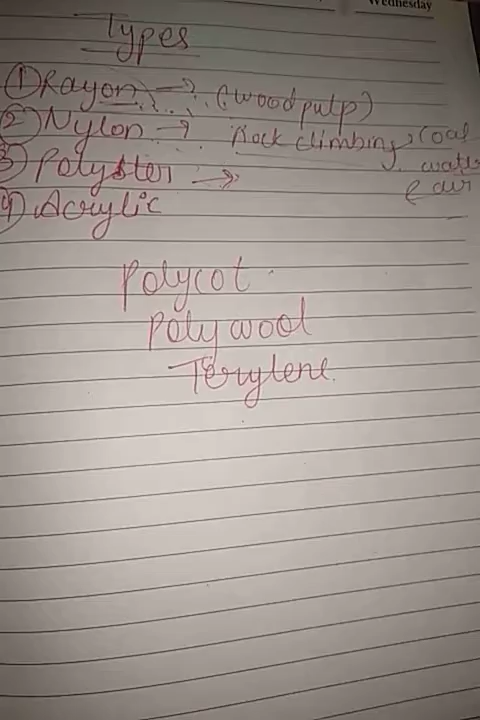 Wednesday
Types
① Rayon → (wood pulp)
② Nylon → Rock climbing, Coal
water
③ Polyster →
& air
④ Acrylic
Polycot
Polywool
Terylene